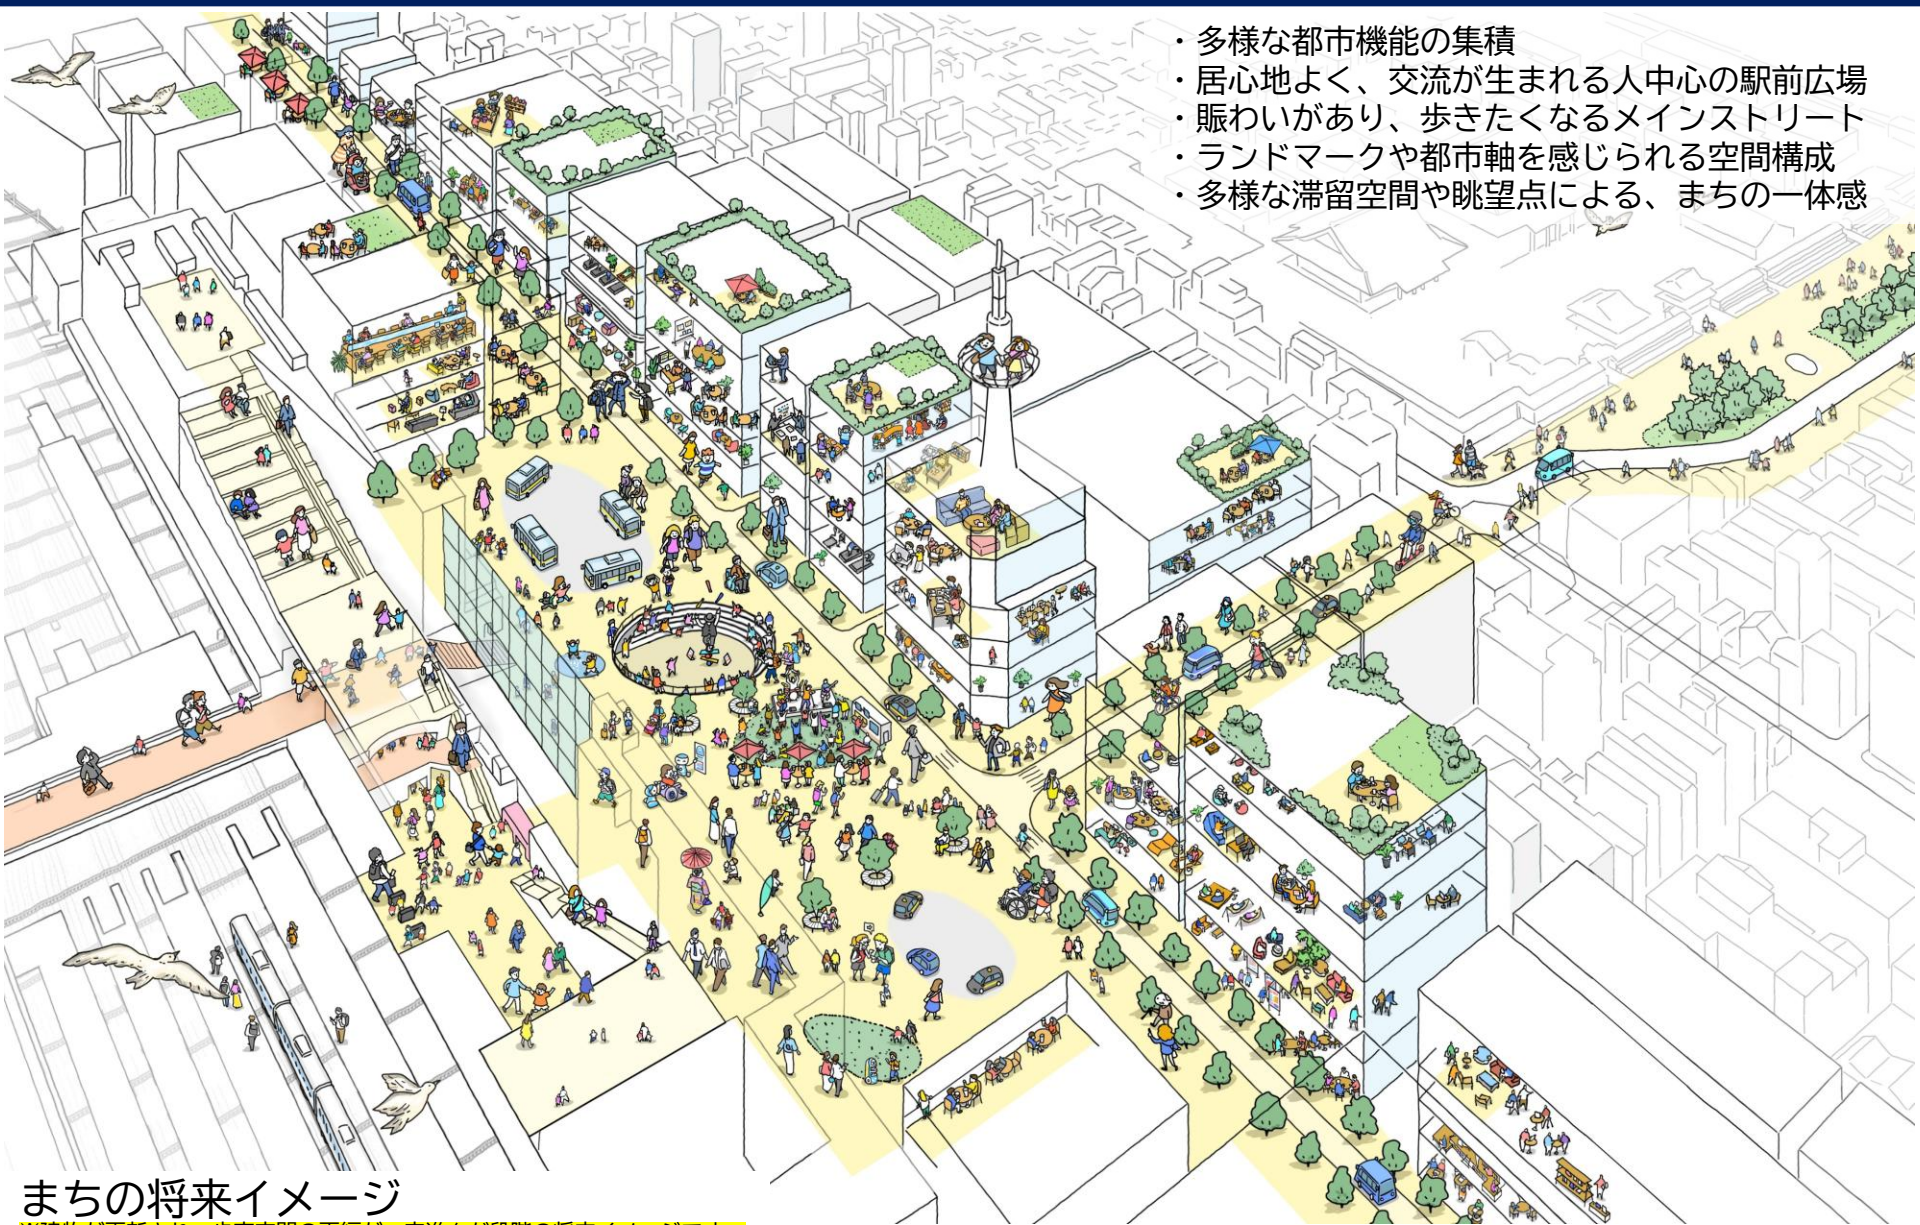 ・多様な都市機能の集積
・居心地よく、交流が生まれる人中心の駅前広場
・賑わいがあり、歩きたくなるメインストリート
・ランドマークや都市軸を感じられる空間構成
・多様な滞留空間や眺望点による、まちの一体感
まちの将来イメージ